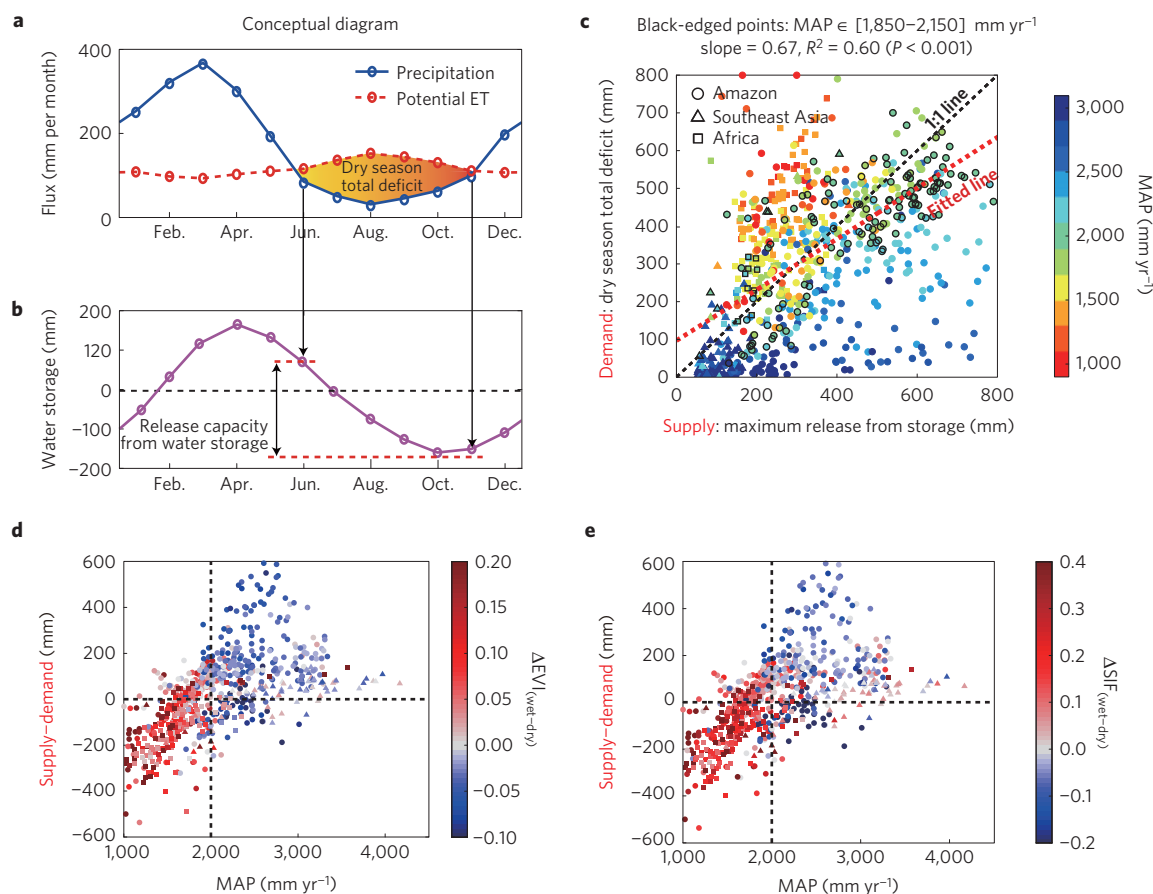 a
Conceptual diagram
Flux (mm per month)
400
200
0
Precipitation
Potential ET
Dry season
total deficit
Feb.
Apr.
Jun.
Aug.
Oct.
Dec.
b
Water storage (mm)
200
120
0
−100
−200
Release capacity
from water storage
Feb.
Apr.
Jun.
Aug.
Oct.
Dec.
c
Black-edged points: MAP ∈ [1,850–2,150] mm yr⁻¹
slope = 0.67, R² = 0.60 (P < 0.001)
Demand: dry season total deficit (mm)
800
700
600
500
400
300
200
100
0
Amazon
Southeast Asia
Africa
1:1 line
Fitted line
0
200
400
600
800
Supply: maximum release from storage (mm)
3,000
2,500
2,000
1,500
1,000
MAP (mm yr⁻¹)
d
Supply–demand (mm)
600
400
200
0
−200
−400
−600
1,000
2,000
3,000
4,000
MAP (mm yr⁻¹)
0.20
0.15
0.10
0.05
0.00
−0.05
−0.10
ΔEVI(wet–dry)
e
Supply–demand (mm)
600
400
200
0
−200
−400
−600
1,000
2,000
3,000
4,000
MAP (mm yr⁻¹)
0.4
0.3
0.2
0.1
0.0
−0.1
−0.2
ΔSIF(wet–dry)